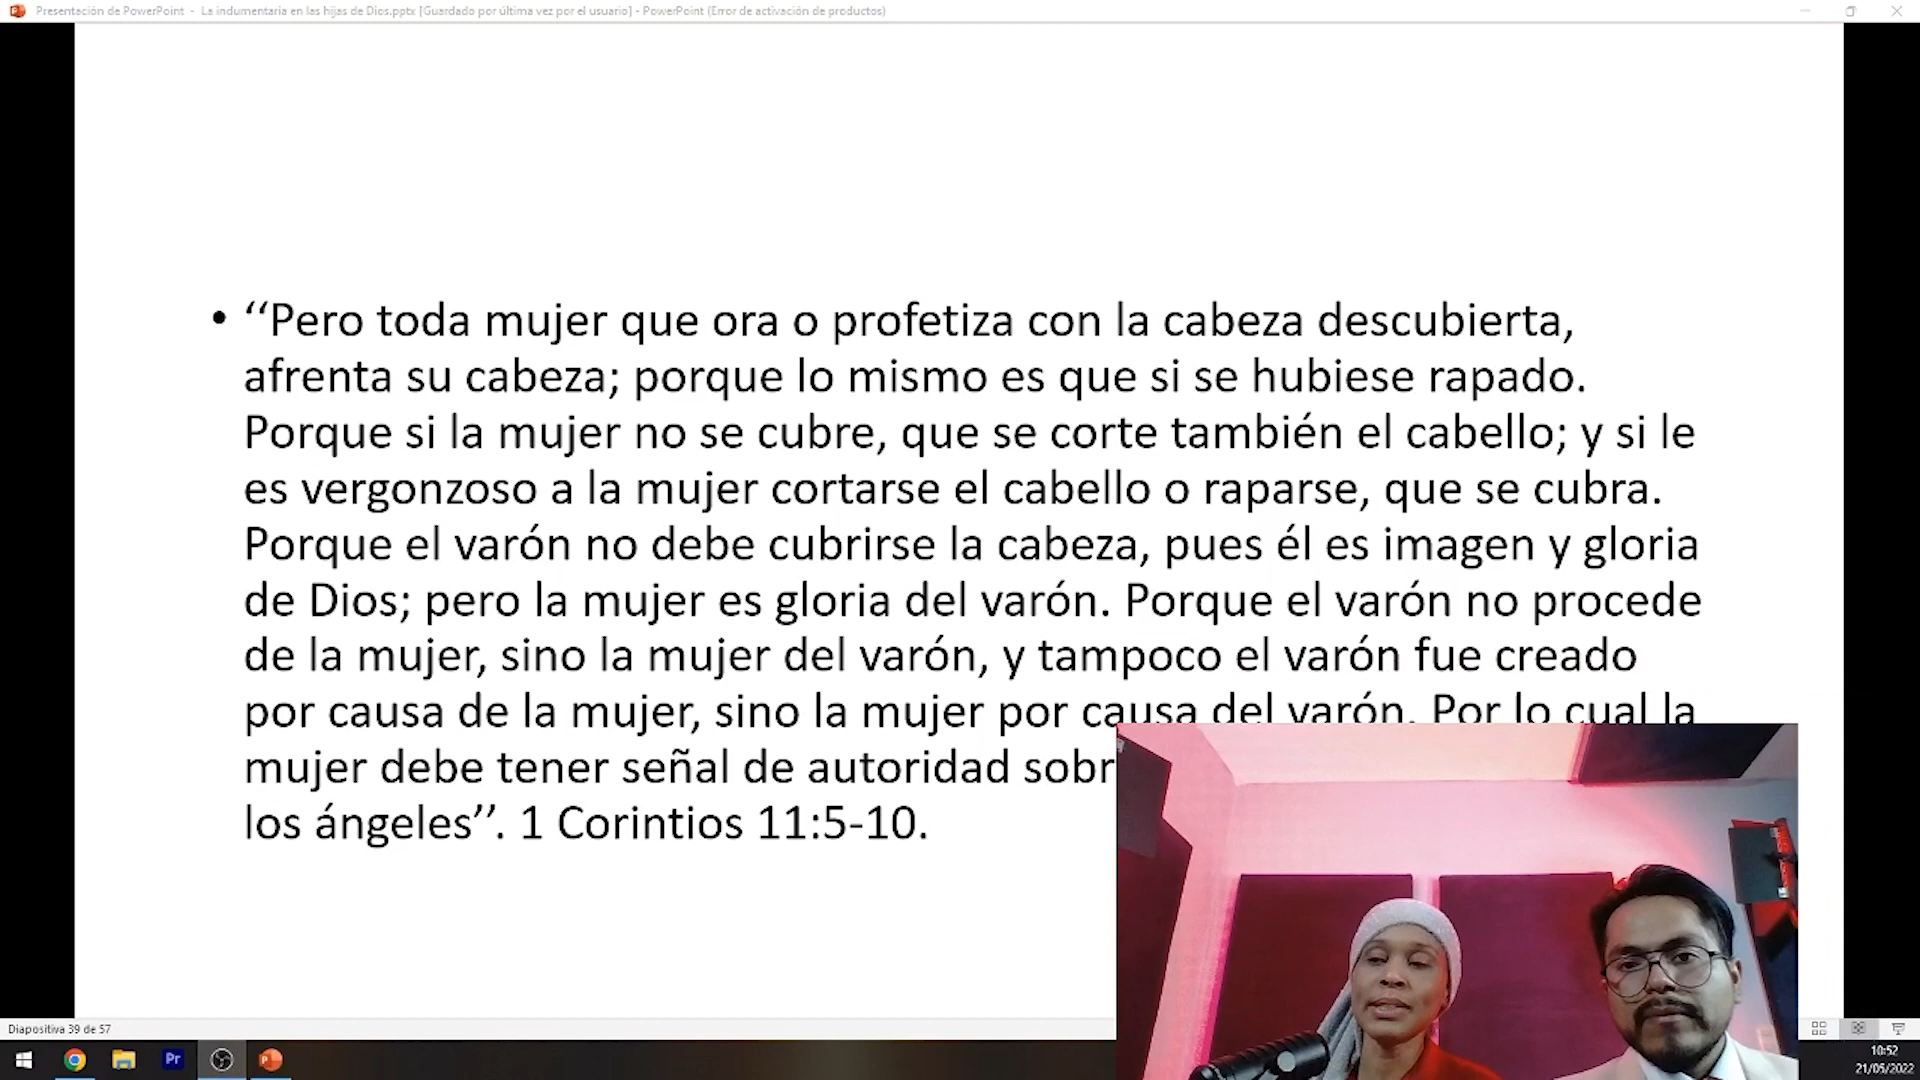 Presentación de PowerPoint - La indumentaria en las hijas de Dios.pptx [Guardado por última vez por el usuario] - PowerPoint (Error de activación de productos)
• ‘‘Pero toda mujer que ora o profetiza con la cabeza descubierta,
afrenta su cabeza; porque lo mismo es que si se hubiese rapado.
Porque si la mujer no se cubre, que se corte también el cabello; y si le
es vergonzoso a la mujer cortarse el cabello o raparse, que se cubra.
Porque el varón no debe cubrirse la cabeza, pues él es imagen y gloria
de Dios; pero la mujer es gloria del varón. Porque el varón no procede
de la mujer, sino la mujer del varón, y tampoco el varón fue creado
por causa de la mujer, sino la mujer por causa del varón. Por lo cual la
mujer debe tener señal de autoridad sobr
los ángeles’’. 1 Corintios 11:5-10.
Diapositiva 39 de 57
Pr
10:52
21/05/2022